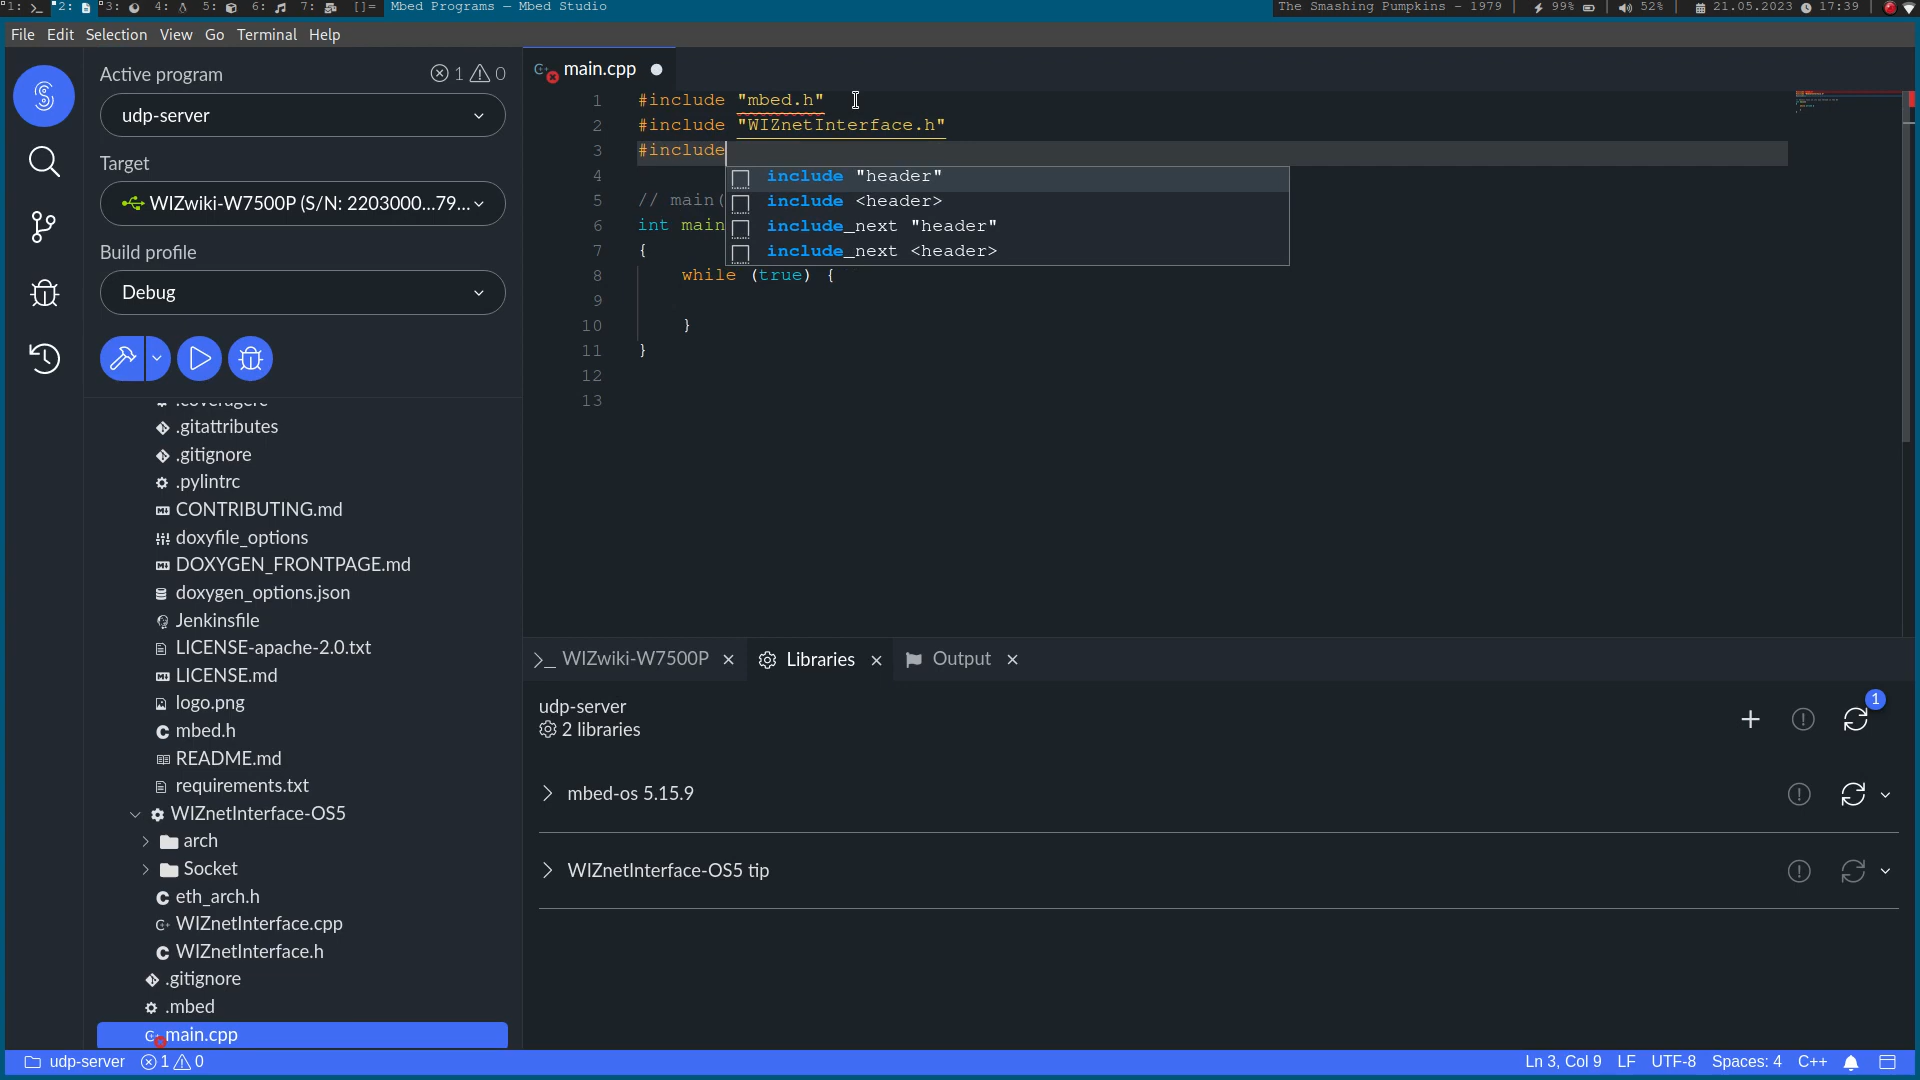 1: 2: 3: 4: 5: 6: 7: []= Mbed Programs — Mbed Studio The Smashing Pumpkins - 1979 | 99% | 52% | 21.05.2023 17:39 |
File Edit Selection View Go Terminal Help
Active program 1 0
udp-server
Target
WIZwiki-W7500P (S/N: 2203000...79...
Build profile
Debug
.gitattributes
.gitignore
.pylintrc
CONTRIBUTING.md
doxyfile_options
DOXYGEN_FRONTPAGE.md
doxygen_options.json
Jenkinsfile
LICENSE-apache-2.0.txt
LICENSE.md
logo.png
mbed.h
README.md
requirements.txt
WIZnetInterface-OS5
arch
Socket
eth_arch.h
WIZnetInterface.cpp
WIZnetInterface.h
.gitignore
.mbed
main.cpp
main.cpp
1 #include "mbed.h"
2 #include "WIZnetInterface.h"
3 #include
4
include "header"
include <header>
include_next "header"
include_next <header>
5 // main(
6 int main
7 {
8 while (true) {
9
10 }
11 }
12
13
WIZwiki-W7500P Libraries Output
udp-server
2 libraries
1
mbed-os 5.15.9
WIZnetInterface-OS5 tip
udp-server 1 0 Ln 3, Col 9 LF UTF-8 Spaces: 4 C++